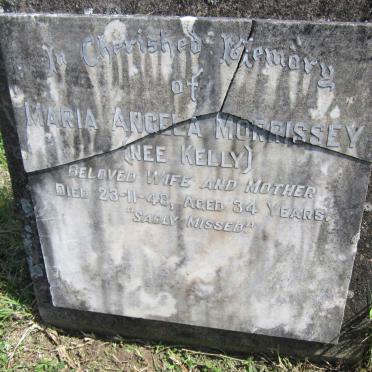 In Cherished Memory
of
MARIA ANGELA MORRISSEY
(NEE KELLY)
BELOVED WIFE AND MOTHER
DIED 23-11-48, AGED 34 YEARS.
"SADLY MISSED"